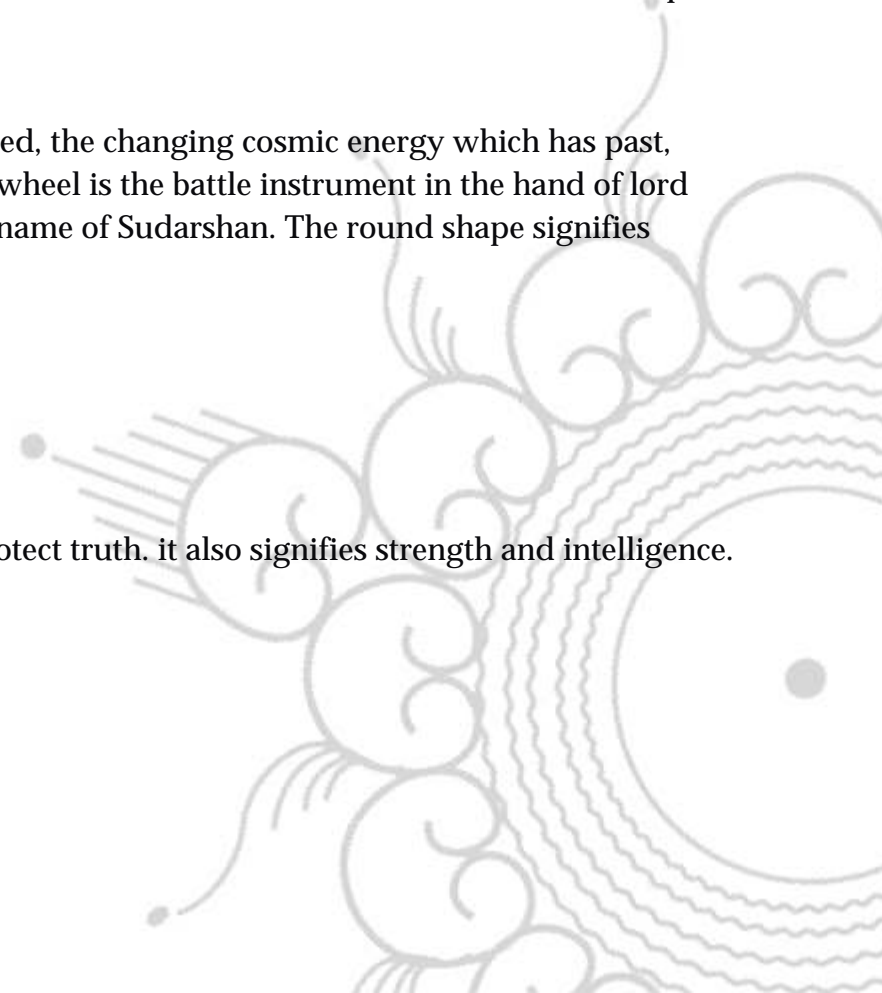 ed, the changing cosmic energy which has past,
wheel is the battle instrument in the hand of lord
name of Sudarshan. The round shape signifies
otect truth. it also signifies strength and intelligence.